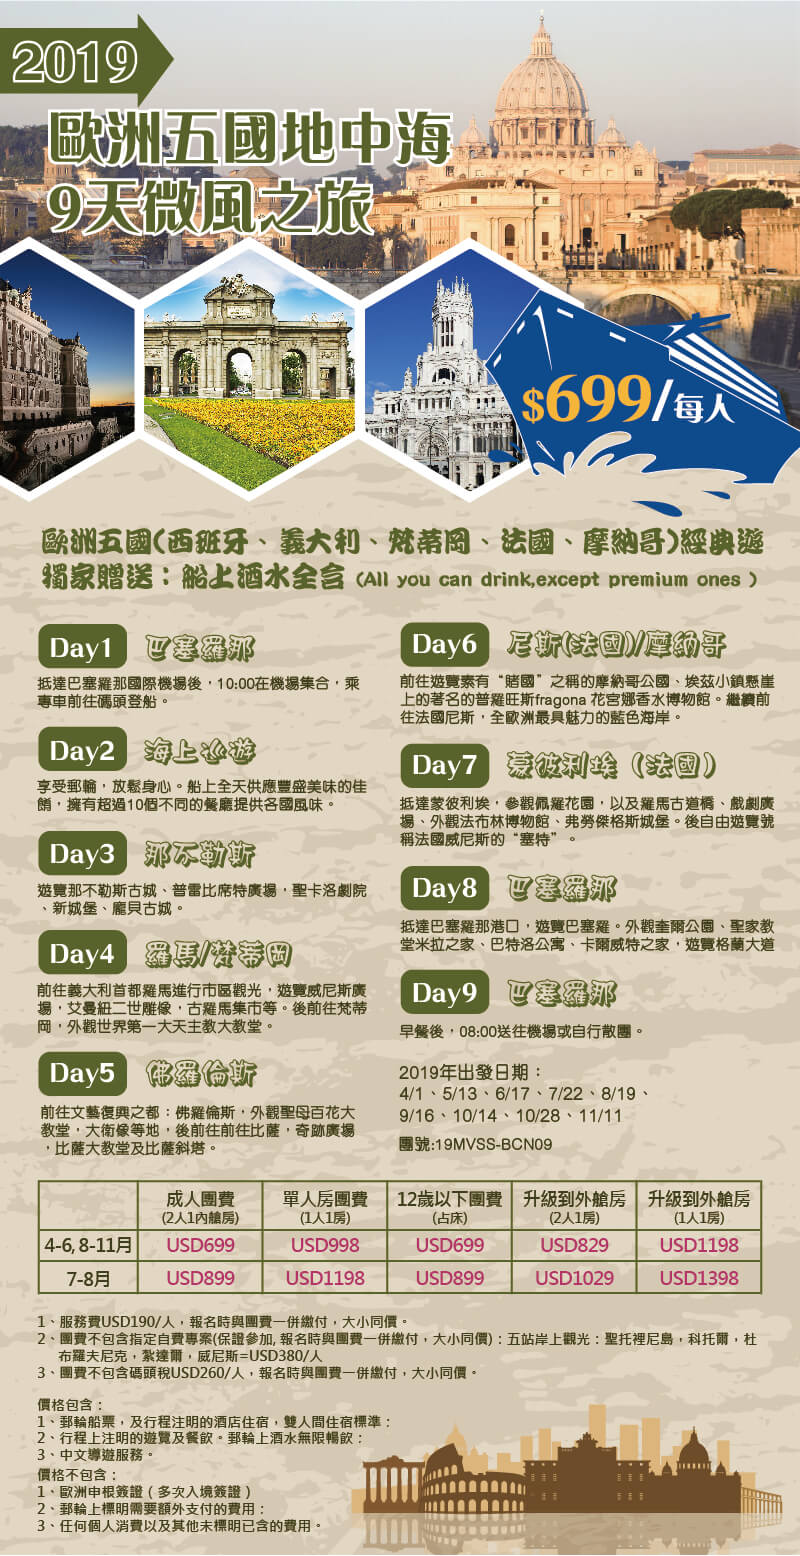 2019
歐洲五國地中海
9天微風之旅
$699/每人
歐洲五國(西班牙、義大利、梵蒂岡、法國、摩納哥)經典遊
獨家贈送：船上酒水全含 (All you can drink,except premium ones )
Day1 巴塞羅那
抵達巴塞羅那國際機場後，10:00在機場集合，乘
專車前往碼頭登船。
Day2 海上巡遊
享受郵輪，放鬆身心。船上全天供應豐盛美味的佳
餚，擁有超過10個不同的餐廳提供各國風味。
Day3 那不勒斯
遊覽那不勒斯古城、普雷比席特廣場，聖卡洛劇院
、新城堡、龐貝古城。
Day4 羅馬/梵蒂岡
前往義大利首都羅馬進行市區觀光，遊覽威尼斯廣
場，艾曼紐二世雕像，古羅馬集市等。後前往梵蒂
岡，外觀世界第一大天主教大教堂。
Day5 佛羅倫斯
前往文藝復興之都：佛羅倫斯，外觀聖母百花大
教堂，大衛像等地，後前往前往比薩，奇跡廣場
，比薩大教堂及比薩斜塔。
Day6 尼斯(法國)/摩納哥
前往遊覽素有“賭國”之稱的摩納哥公國、埃茲小鎮懸崖
上的著名的普羅旺斯fragona 花宮娜香水博物館。繼續前
往法國尼斯，全歐洲最具魅力的藍色海岸。
Day7 蒙彼利埃（法國）
抵達蒙彼利埃，參觀佩羅花園，以及羅馬古道橋、戲劇廣
場、外觀法布林博物館、弗勞傑格斯城堡。後自由遊覽號
稱法國威尼斯的“塞特”。
Day8 巴塞羅那
抵達巴塞羅那港口，遊覽巴塞羅。外觀奎爾公園、聖家教
堂米拉之家、巴特洛公寓、卡爾威特之家，遊覽格蘭大道
Day9 巴塞羅那
早餐後，08:00送往機場或自行散團。
2019年出發日期：
4/1、5/13、6/17、7/22、8/19、
9/16、10/14、10/28、11/11
團號:19MVSS-BCN09
成人團費 單人房團費 12歲以下團費 升級到外艙房 升級到外艙房
(2人1內艙房) (1人1房) (占床) (2人1房) (1人1房)
4-6, 8-11月 USD699 USD998 USD699 USD829 USD1198
7-8月 USD899 USD1198 USD899 USD1029 USD1398
1、服務費USD190/人，報名時與團費一併繳付，大小同價。
2、團費不包含指定自費專案(保證參加, 報名時與團費一併繳付，大小同價)：五站岸上觀光：聖托裡尼島，科托爾，杜
布羅夫尼克，紮達爾，威尼斯=USD380/人
3、團費不包含碼頭稅USD260/人，報名時與團費一併繳付，大小同價。
價格包含：
1、郵輪船票，及行程注明的酒店住宿，雙人間住宿標準：
2、行程上注明的遊覽及餐飲。郵輪上酒水無限暢飲：
3、中文導遊服務。
價格不包含：
1、歐洲申根簽證（多次入境簽證）
2、郵輪上標明需要額外支付的費用：
3、任何個人消費以及其他未標明已含的費用。